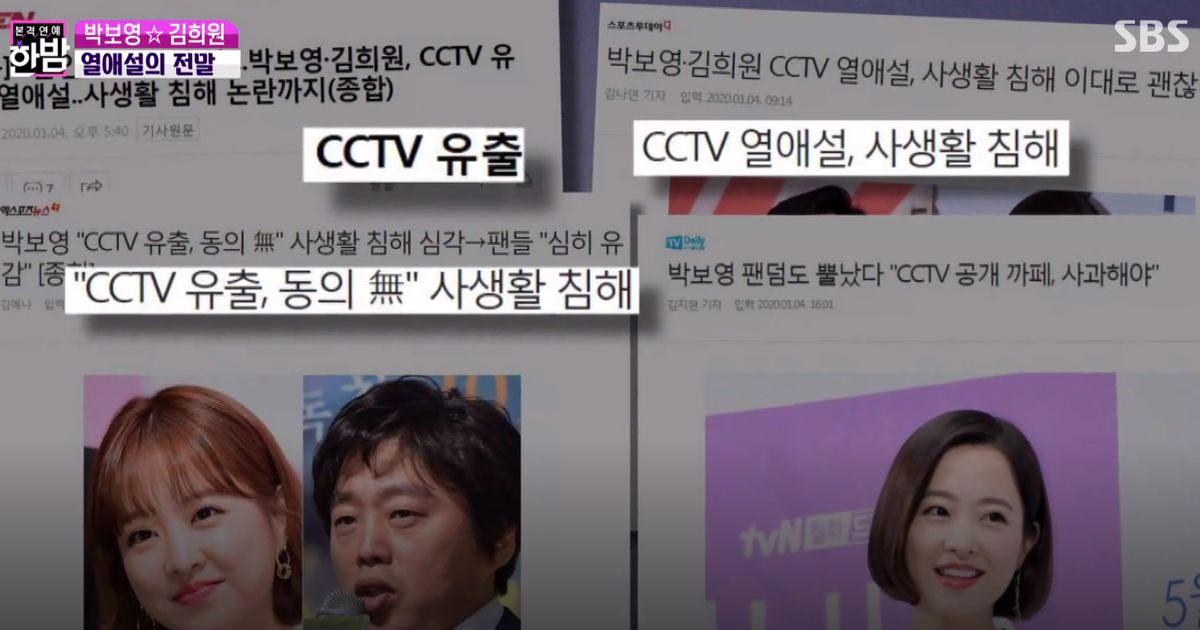 본격연예
한밤
박보영☆김희원
열애설의 전말
SBS
박보영·김희원, CCTV 유
열애설..사생활 침해 논란까지(종합)
2020.01.04. 오후 5:40 기사원문
CCTV 유출
7
스포츠투데이
박보영·김희원 CCTV 열애설, 사생활 침해 이대로 괜찮
김나연 기자 입력 2020.01.04. 09:14
CCTV 열애설, 사생활 침해
엑스포츠뉴스
박보영 "CCTV 유출, 동의 無" 사생활 침해 심각→팬들 "심히 유
감" [종합]
김예나 입력
"CCTV 유출, 동의 無" 사생활 침해
TV Daily
박보영 팬덤도 뿔났다 "CCTV 공개 까페, 사과해야"
김지현 기자 입력 2020.01.04. 16:01
tvN 월화 드
5